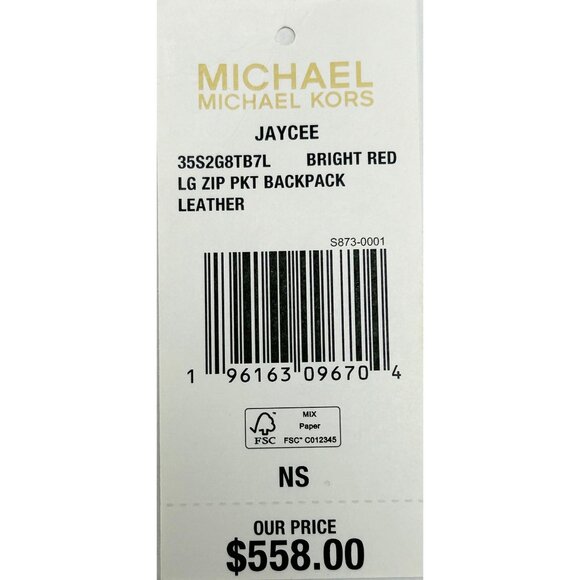 MICHAEL
MICHAEL KORS
JAYCEE
35S2G8TB7L BRIGHT RED
LG ZIP PKT BACKPACK
LEATHER
S873-0001
1 96163 09670 4
MIX
Paper
FSC™ C012345
FSC
NS
OUR PRICE
$558.00